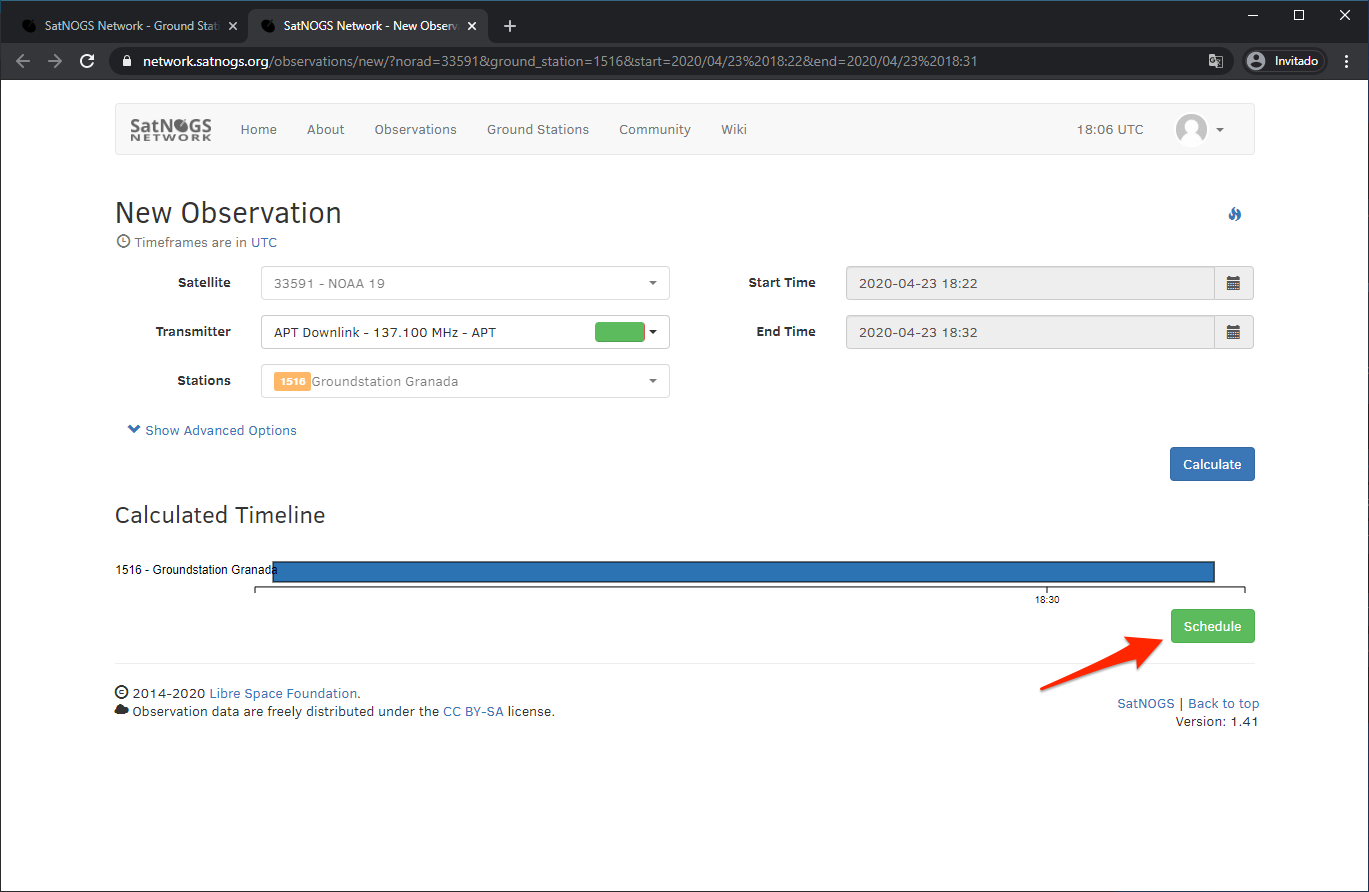 SatNOGS Network - Ground Stat
SatNOGS Network - New Observ
network.satnogs.org/observations/new/?norad=33591&ground_station=1516&start=2020/04/23%2018:22&end=2020/04/23%2018:31
Invitado
SatNOGS
NETWORK
Home About Observations Ground Stations Community Wiki 18:06 UTC
New Observation
Timeframes are in UTC
Satellite 33591 - NOAA 19 Start Time 2020-04-23 18:22
Transmitter APT Downlink - 137.100 MHz - APT End Time 2020-04-23 18:32
Stations 1516 Groundstation Granada
Show Advanced Options
Calculate
Calculated Timeline
1516 - Groundstation Granada
18:30
Schedule
© 2014-2020 Libre Space Foundation.
Observation data are freely distributed under the CC BY-SA license.
SatNOGS | Back to top
Version: 1.41